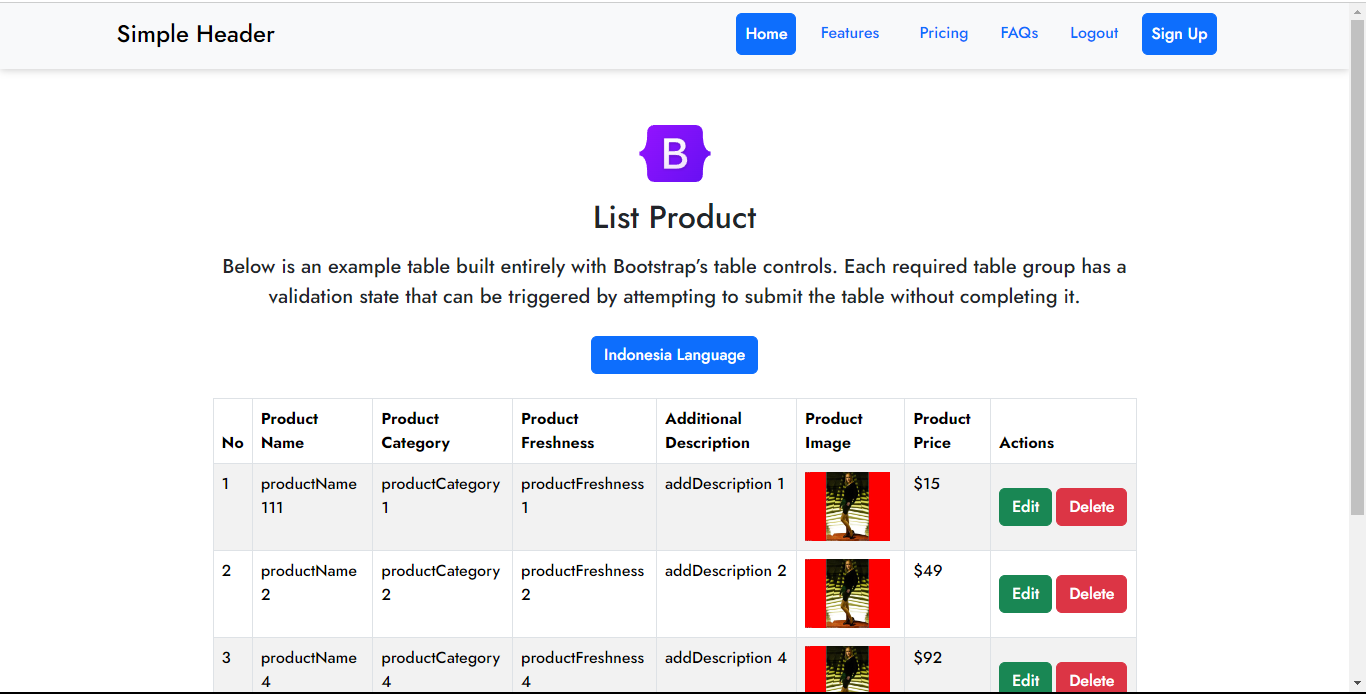 Simple Header
Home Features Pricing FAQs Logout Sign Up
B
List Product
Below is an example table built entirely with Bootstrap’s table controls. Each required table group has a
validation state that can be triggered by attempting to submit the table without completing it.
Indonesia Language
No Product Name Product Category Product Freshness Additional Description Product Image Product Price Actions
1 productName 111 productCategory 1 productFreshness 1 addDescription 1 $15 Edit Delete
2 productName 2 productCategory 2 productFreshness 2 addDescription 2 $49 Edit Delete
3 productName 4 productCategory 4 productFreshness 4 addDescription 4 $92 Edit Delete